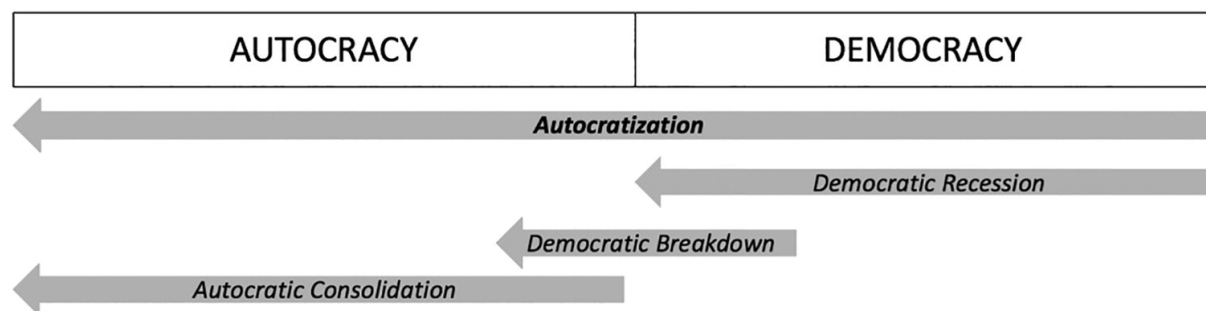 AUTOCRACY DEMOCRACY
Autocratization
Democratic Recession
Democratic Breakdown
Autocratic Consolidation